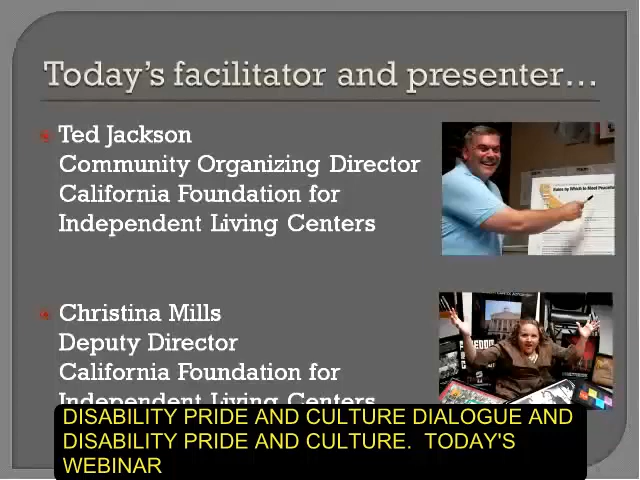 Today's facilitator and presenter…
Ted Jackson
Community Organizing Director
California Foundation for
Independent Living Centers
Christina Mills
Deputy Director
California Foundation for
Independent Living Centers
DISABILITY PRIDE AND CULTURE DIALOGUE AND
DISABILITY PRIDE AND CULTURE. TODAY'S
WEBINAR